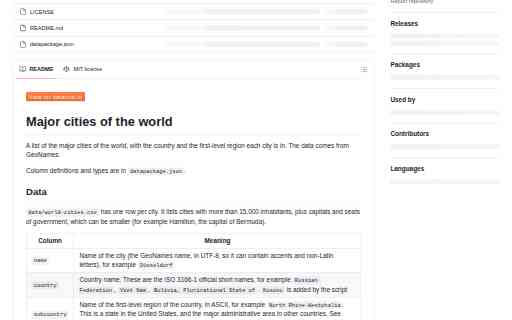 Report repository
LICENSE
README.md
datapackage.json
Releases
Packages
Used by
Contributors
Languages
README
MIT license
Major cities of the world
A list of the major cities of the world, with the country and the first-level region each city is in. The data comes from
GeoNames.
Column definitions and types are in datapackage.json.
Data
data/world-cities.csv has one row per city. It lists cities with more than 15,000 inhabitants, plus capitals and seats
of government, which can be smaller (for example Hamilton, the capital of Bermuda).
Column Meaning
name
Name of the city (the GeoNames name, in UTF-8, so it can contain accents and non-Latin
letters), for example Düsseldorf
country
Country name. These are the ISO 3166-1 official short names, for example Russian
Federation, Viet Nam, Bolivia, Plurinational State of. Kosovo is added by the script
subcountry
Name of the first-level region of the country, in ASCII, for example North Rhine-Westphalia.
This is a state in the United States, and the major administrative area in other countries. See